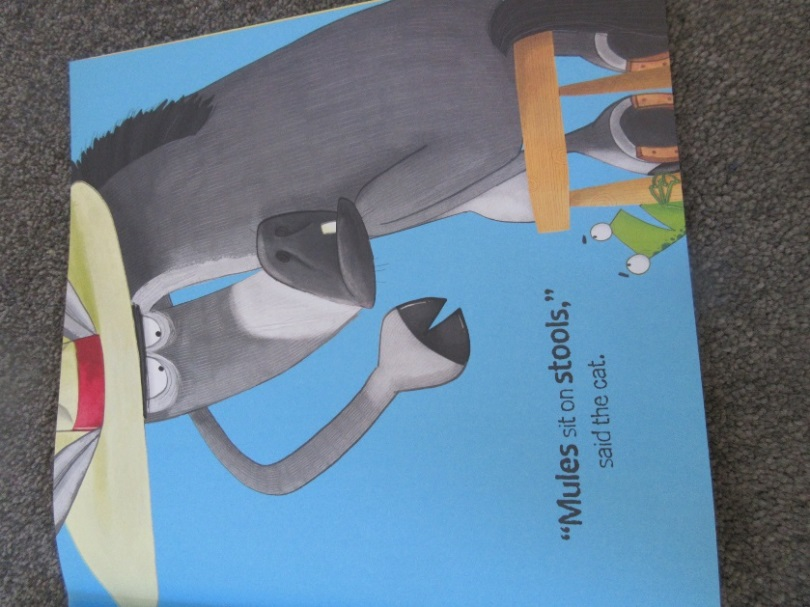 “Mules sit on stools,”
said the cat.